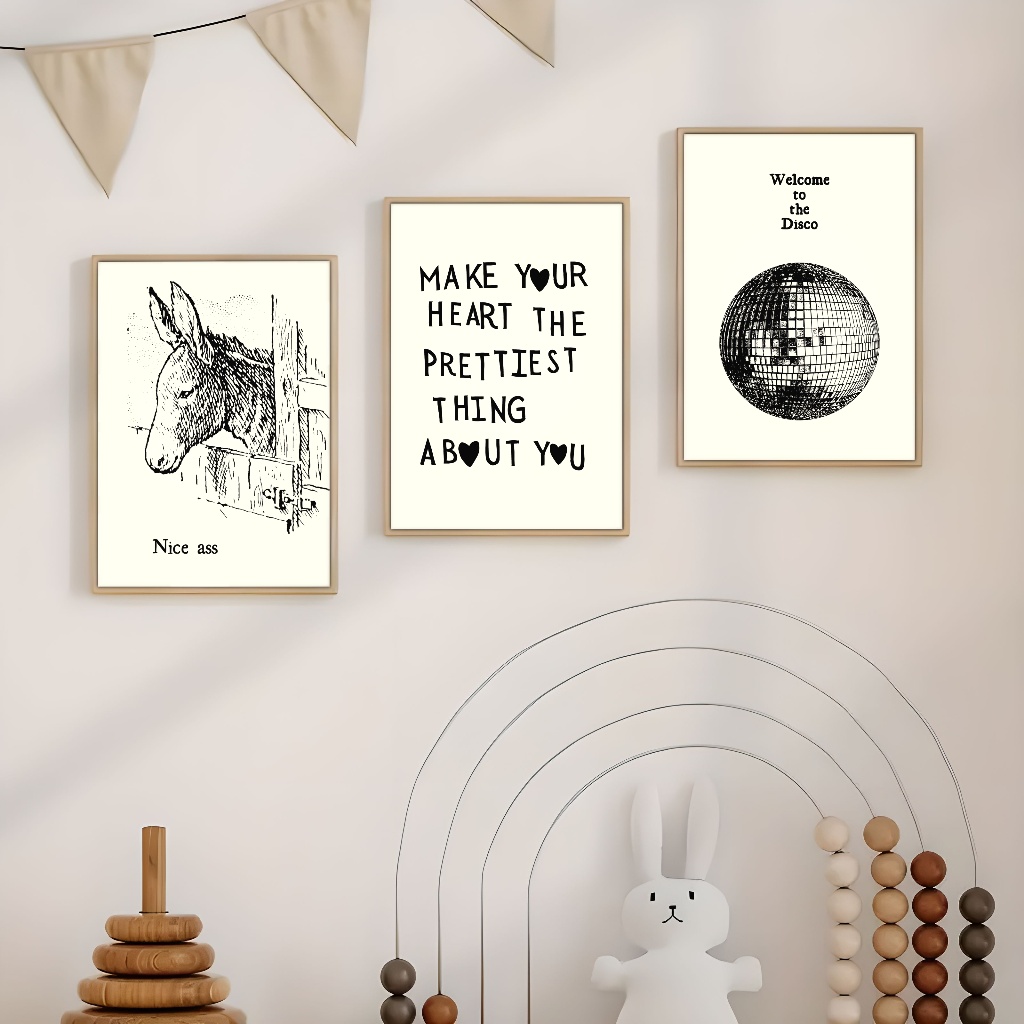 Nice ass
MAKE YOUR
HEART THE
PRETTIEST
THING
ABOUT YOU
Welcome
to
the
Disco